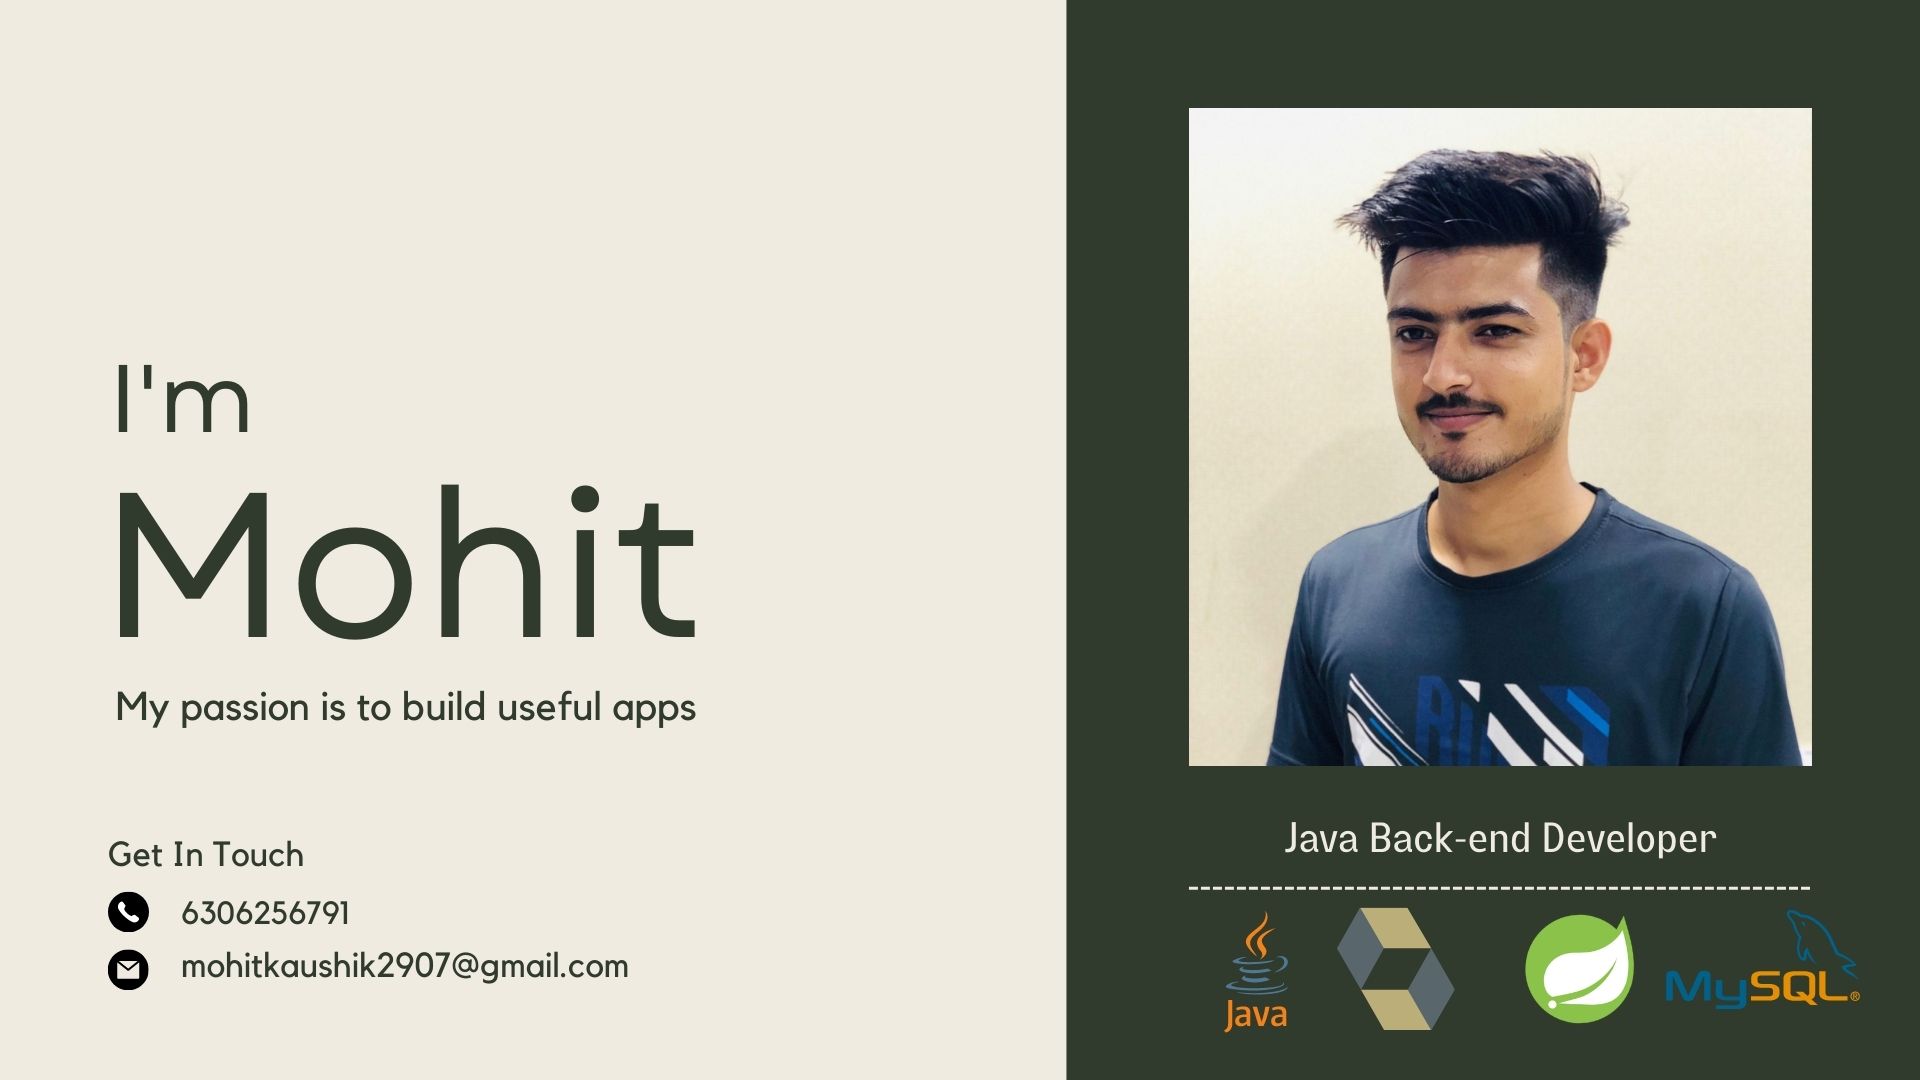 I'm
Mohit
My passion is to build useful apps
Get In Touch
6306256791
mohitkaushik2907@gmail.com
Java Back-end Developer
Java
MySQL®